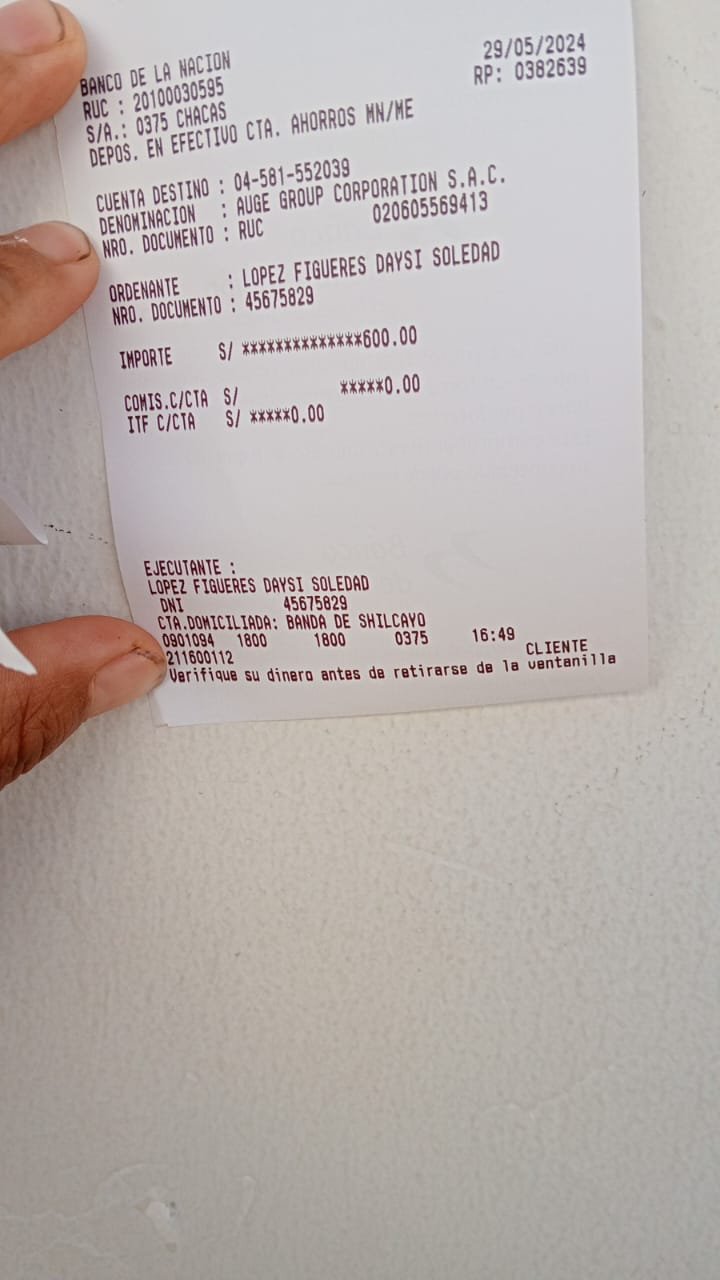 BANCO DE LA NACION 29/05/2024
RUC : 20100030595 RP: 0382639
S/A.: 0375 CHACAS
DEPOS. EN EFECTIVO CTA. AHORROS MN/ME
CUENTA DESTINO : 04-581-552039
DENOMINACION : AUGE GROUP CORPORATION S.A.C.
NRO. DOCUMENTO : RUC 020605569413
ORDENANTE : LOPEZ FIGUERES DAYSI SOLEDAD
NRO. DOCUMENTO : 45675829
IMPORTE S/ **************600.00
COMIS.C/CTA S/ *****0.00
ITF C/CTA S/ *****0.00
EJECUTANTE :
LOPEZ FIGUERES DAYSI SOLEDAD
DNI 45675829
CTA.DOMICILIADA: BANDA DE SHILCAYO
0901094 1800 1800 0375 16:49
211600112 CLIENTE
Verifique su dinero antes de retirarse de la ventanilla